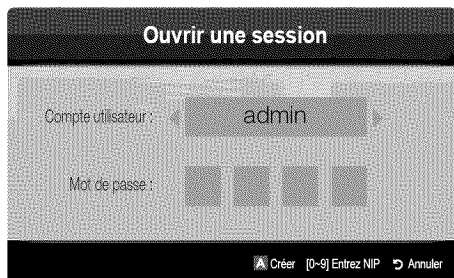 Ouvrir une session
Compte utilisateur : admin
Mot de passe :
A Créer [0~9] Entrez NIP Annuler